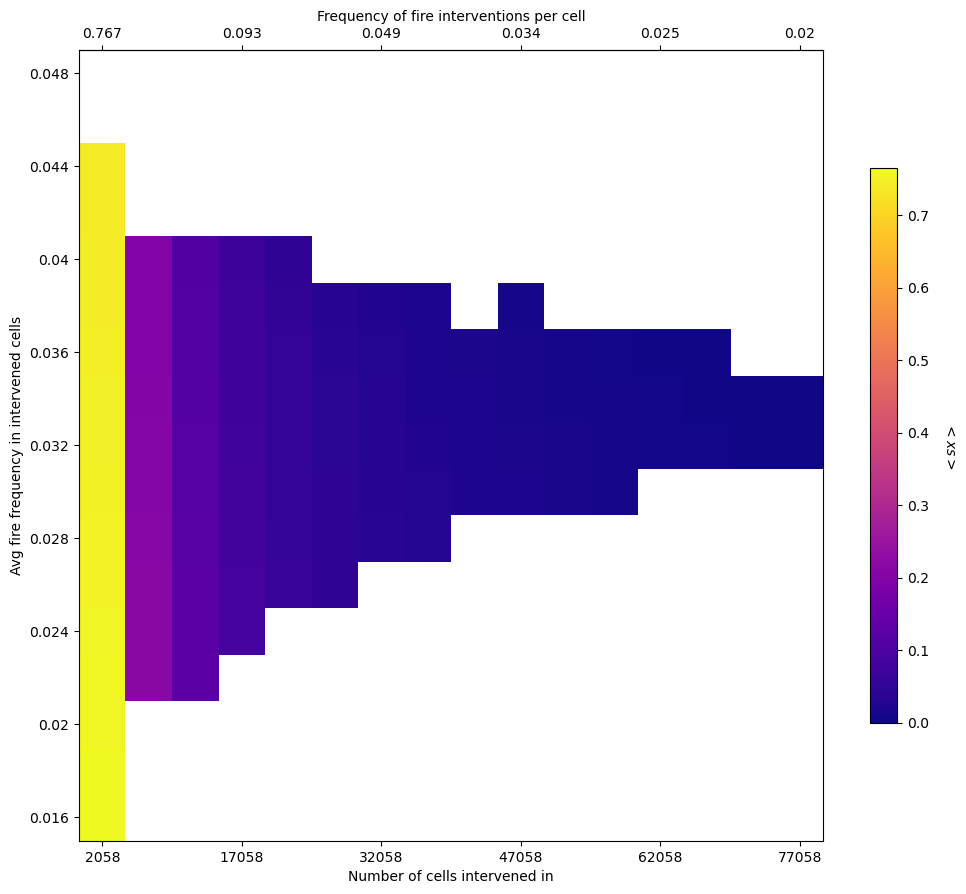 Frequency of fire interventions per cell
0.767 0.093 0.049 0.034 0.025 0.02
0.048
0.044
0.04
0.036
0.032
0.028
0.024
0.02
0.016
Avg fire frequency in intervened cells
2058 17058 32058 47058 62058 77058
Number of cells intervened in
0.7
0.6
0.5
0.4
0.3
0.2
0.1
0.0
< sx >